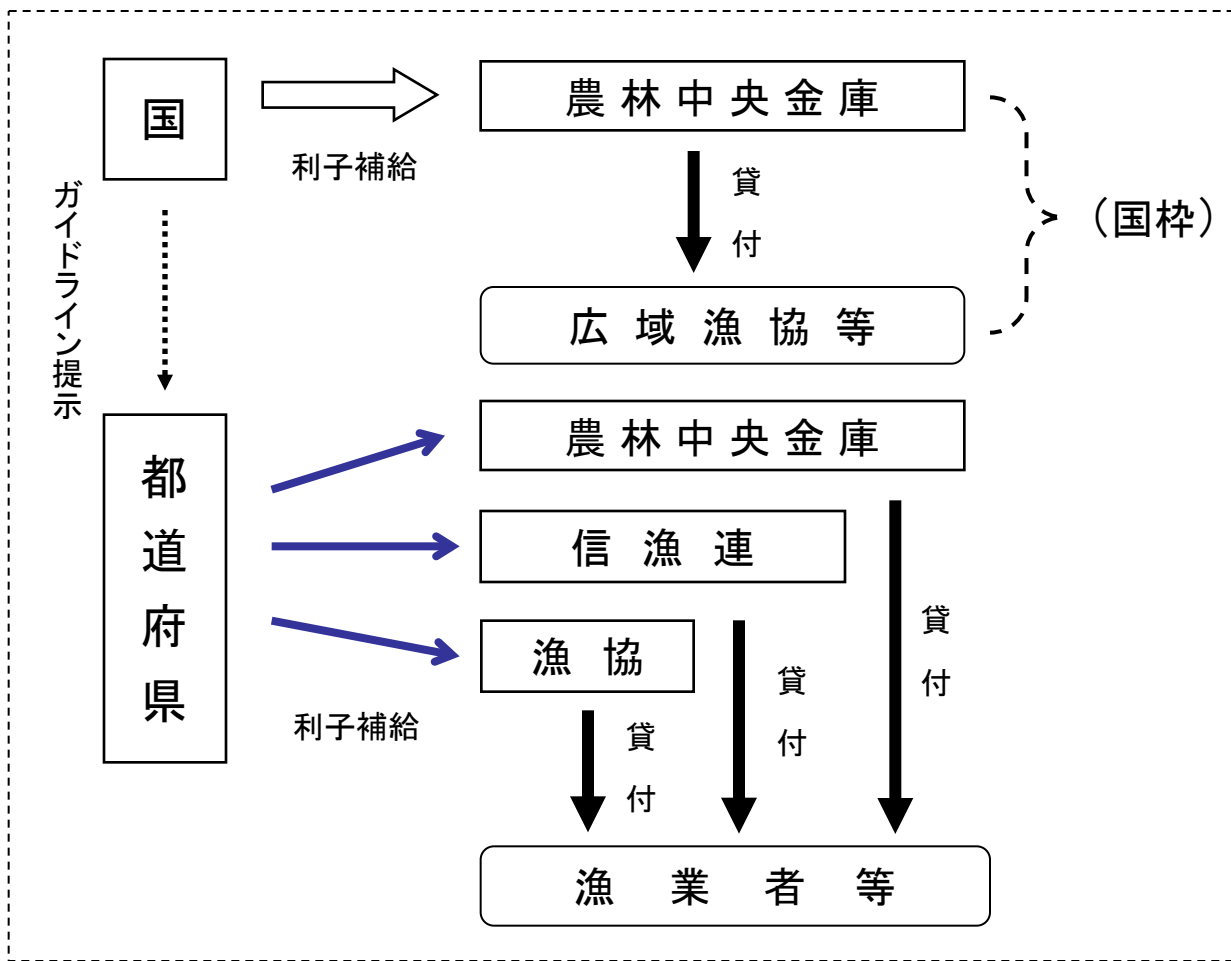 国
利子補給
農林中央金庫
貸付
（国枠）
広域漁協等
ガイドライン提示
都道府県
農林中央金庫
信漁連
漁協
利子補給
貸付
貸付
貸付
漁業者等